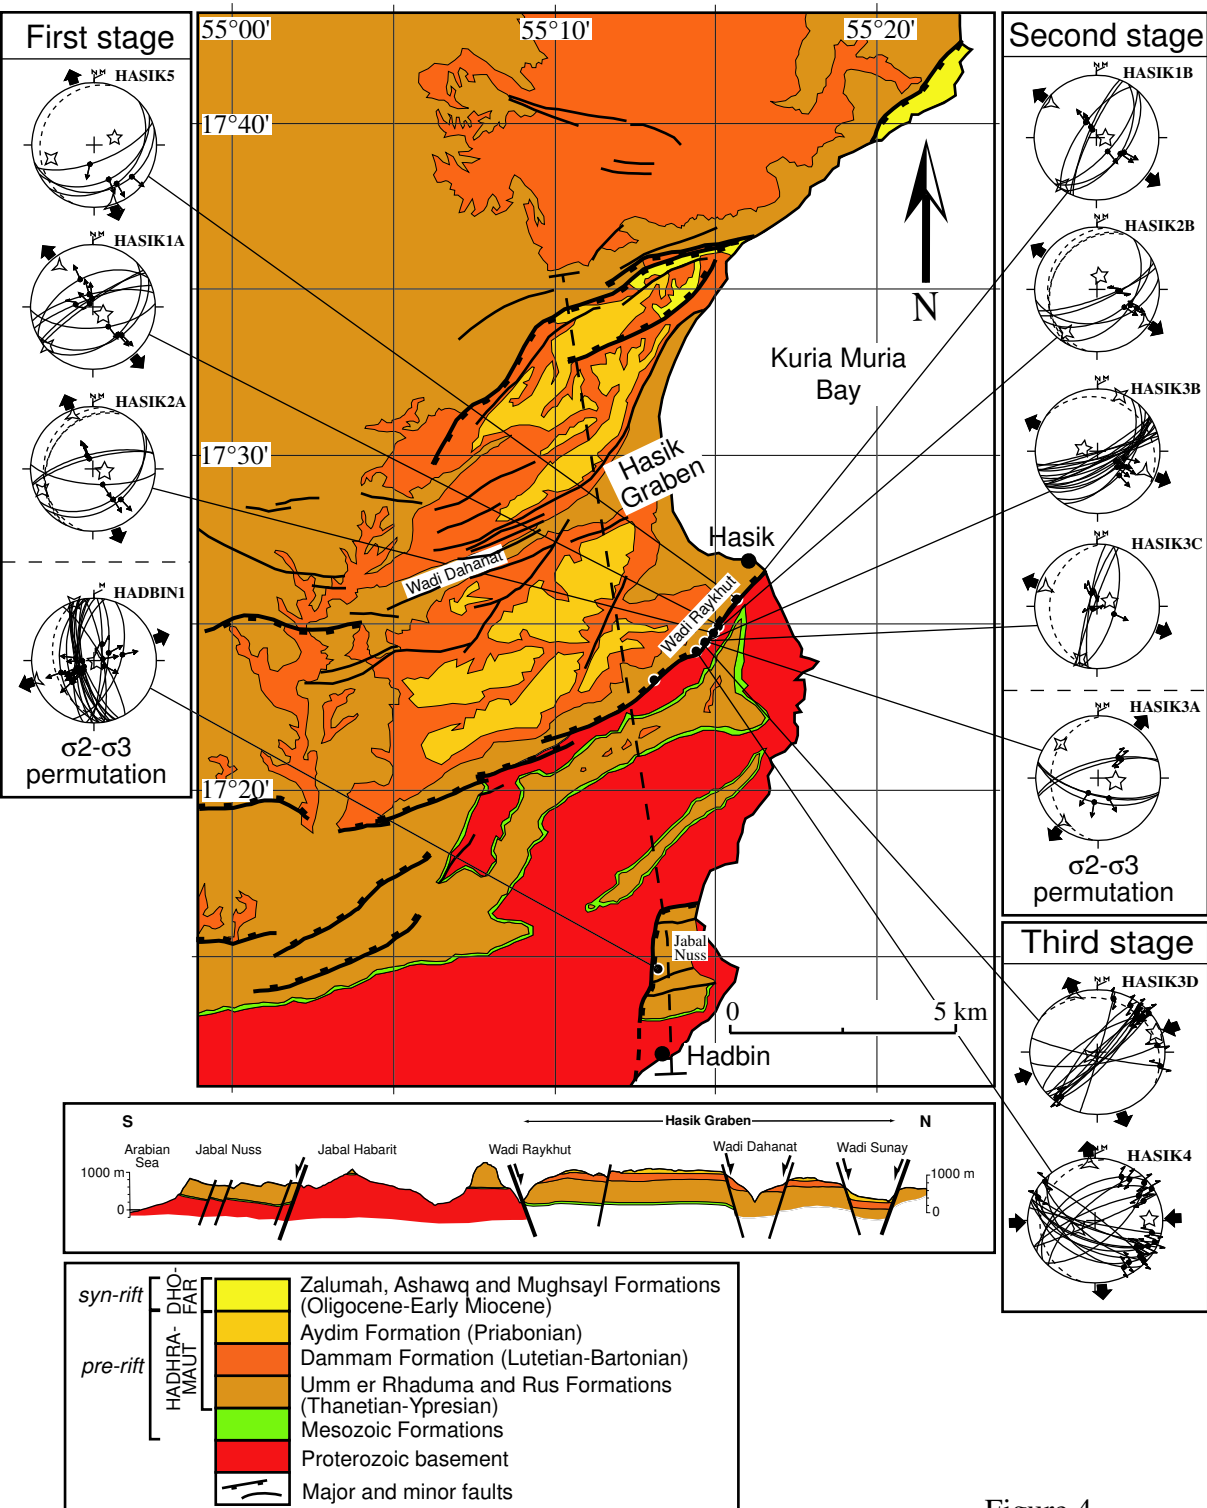 First stage
HASIK5
HASIK1A
HASIK2A
HADBIN1
σ2-σ3
permutation
55°00'
55°10'
55°20'
17°40'
17°30'
17°20'
N
Kuria Muria
Bay
Hasik
Graben
Hasik
Wadi Dahanat
Wadi Raykhut
Jabal
Nuss
0 5 km
Hadbin
Second stage
HASIK1B
HASIK2B
HASIK3B
HASIK3C
HASIK3A
σ2-σ3
permutation
Third stage
HASIK3D
HASIK4
S Hasik Graben N
Arabian
Sea
Jabal Nuss
Jabal Habarit
Wadi Raykhut
Wadi Dahanat
Wadi Sunay
1000 m
0
1000 m
0
syn-rift
pre-rift
DHO-
FAR
HADHRA-
MAUT
Zalumah, Ashawq and Mughsayl Formations
(Oligocene-Early Miocene)
Aydim Formation (Priabonian)
Dammam Formation (Lutetian-Bartonian)
Umm er Rhaduma and Rus Formations
(Thanetian-Ypresian)
Mesozoic Formations
Proterozoic basement
Major and minor faults
Figure 4